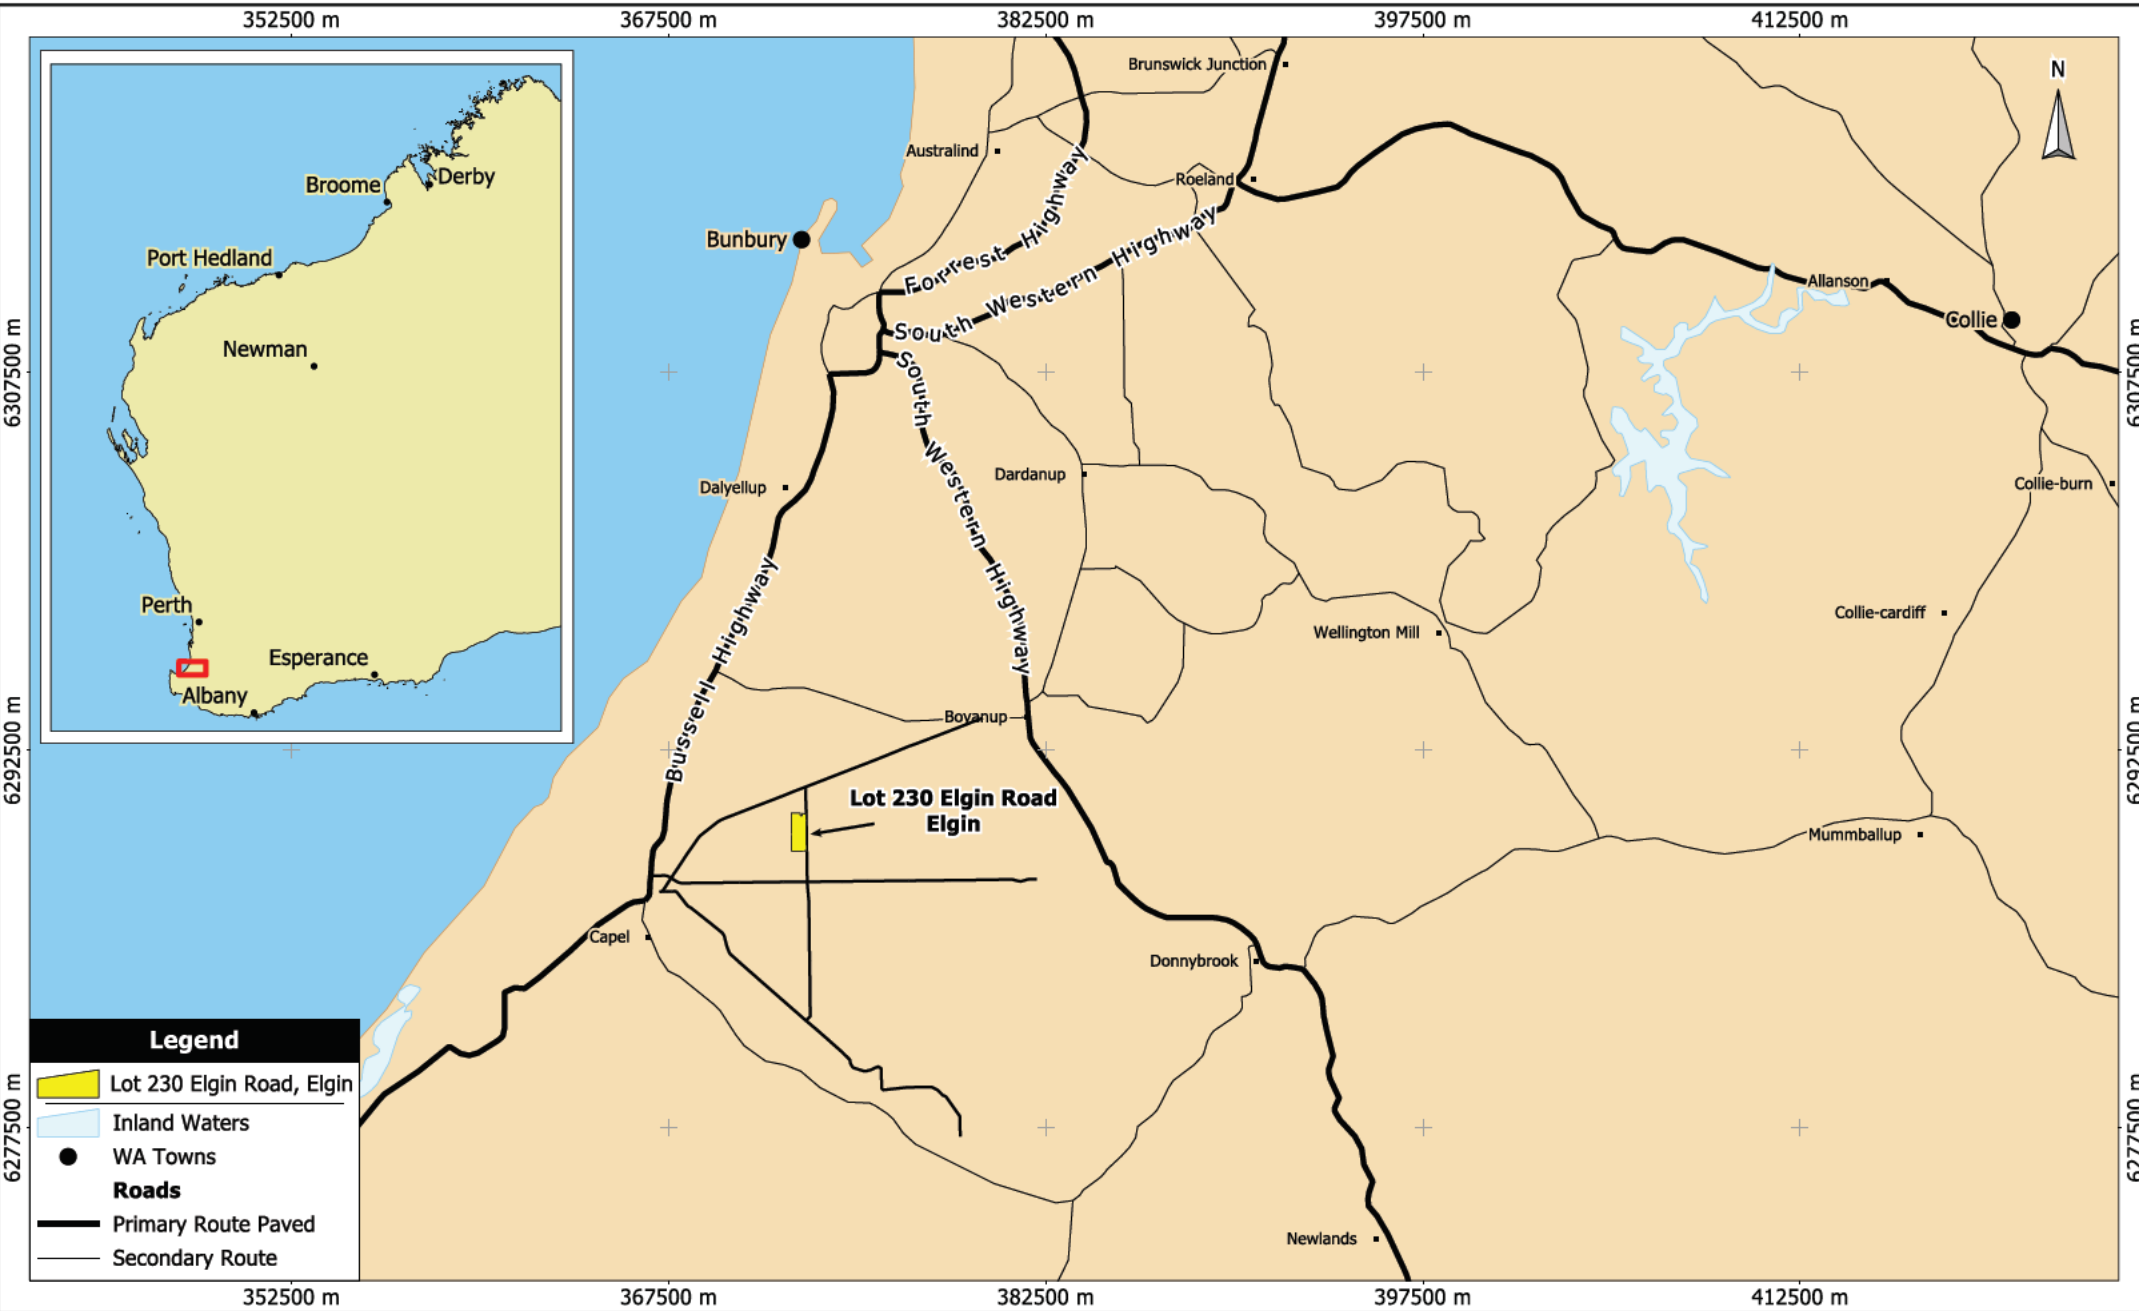 352500 m
367500 m
382500 m
397500 m
412500 m
Brunswick Junction
N
Australind
Roeland
Broome
Derby
Port Hedland
Newman
Perth
Esperance
Albany
Bunbury
Forrest Highway
South Western Highway
South Western Highway
Allanson
Collie
6307500 m
6307500 m
Dalyellup
Dardanup
Collie-burn
Bussell Highway
Wellington Mill
Collie-cardiff
Boyanup
6292500 m
6292500 m
Lot 230 Elgin Road
Elgin
Mummballup
Capel
Donnybrook
Legend
Lot 230 Elgin Road, Elgin
Inland Waters
WA Towns
Roads
Primary Route Paved
Secondary Route
6277500 m
6277500 m
Newlands
352500 m
367500 m
382500 m
397500 m
412500 m